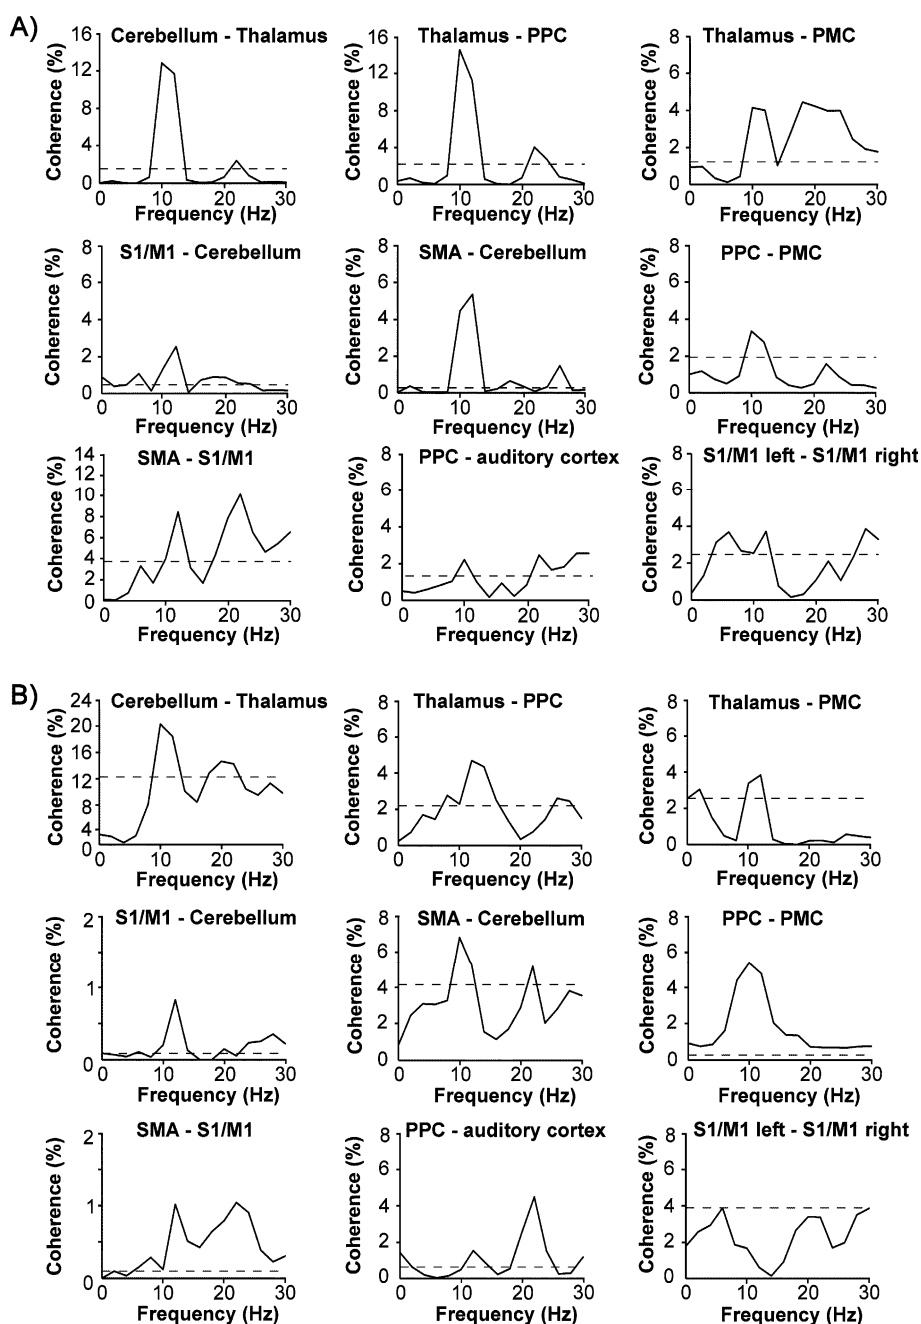 A)
Cerebellum - Thalamus
Coherence (%)
16
12
8
4
0
0 10 20 30
Frequency (Hz)
Thalamus - PPC
Coherence (%)
16
12
8
4
0
0 10 20 30
Frequency (Hz)
Thalamus - PMC
Coherence (%)
8
6
4
2
0
0 10 20 30
Frequency (Hz)
S1/M1 - Cerebellum
Coherence (%)
8
6
4
2
0
0 10 20 30
Frequency (Hz)
SMA - Cerebellum
Coherence (%)
8
6
4
2
0
0 10 20 30
Frequency (Hz)
PPC - PMC
Coherence (%)
8
6
4
2
0
0 10 20 30
Frequency (Hz)
SMA - S1/M1
Coherence (%)
14
10
8
6
4
2
0
0 10 20 30
Frequency (Hz)
PPC - auditory cortex
Coherence (%)
8
6
4
2
0
0 10 20 30
Frequency (Hz)
S1/M1 left - S1/M1 right
Coherence (%)
8
6
4
2
0
0 10 20 30
Frequency (Hz)
B)
Cerebellum - Thalamus
Coherence (%)
24
20
16
12
4
0
0 10 20 30
Frequency (Hz)
Thalamus - PPC
Coherence (%)
8
6
4
2
0
0 10 20 30
Frequency (Hz)
Thalamus - PMC
Coherence (%)
8
6
4
2
0
0 10 20 30
Frequency (Hz)
S1/M1 - Cerebellum
Coherence (%)
2
1
0
0 10 20 30
Frequency (Hz)
SMA - Cerebellum
Coherence (%)
8
6
4
2
0
0 10 20 30
Frequency (Hz)
PPC - PMC
Coherence (%)
8
6
4
2
0
0 10 20 30
Frequency (Hz)
SMA - S1/M1
Coherence (%)
2
1
0
0 10 20 30
Frequency (Hz)
PPC - auditory cortex
Coherence (%)
8
6
4
2
0
0 10 20 30
Frequency (Hz)
S1/M1 left - S1/M1 right
Coherence (%)
8
6
4
2
0
0 10 20 30
Frequency (Hz)